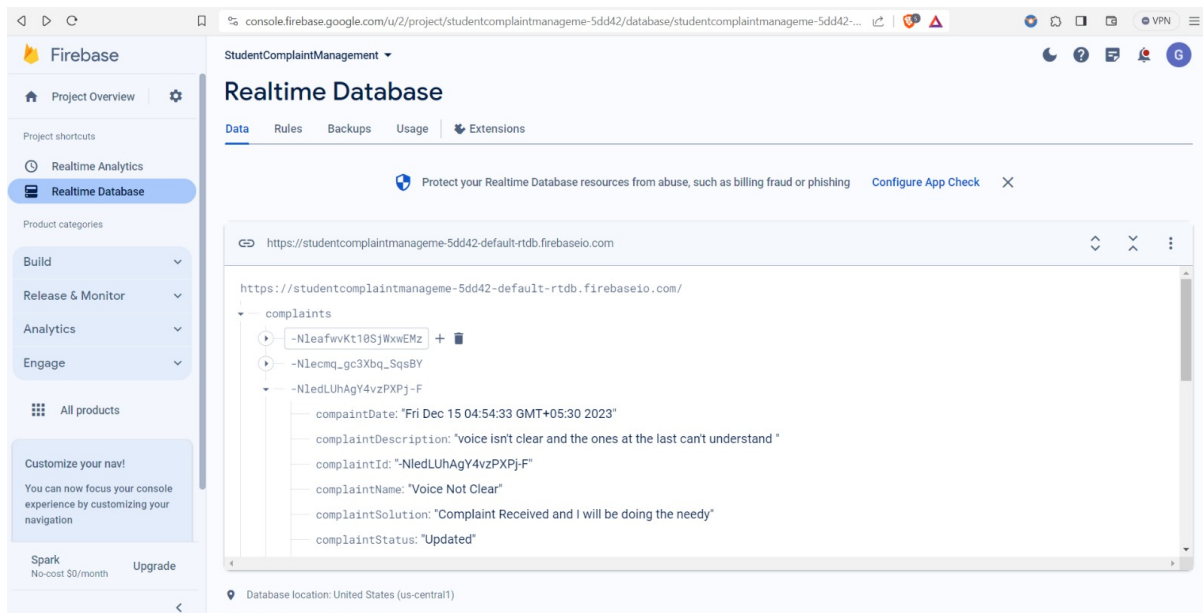 console.firebase.google.com/u/2/project/studentcomplaintmanageme-5dd42/database/studentcomplaintmanageme-5dd42-...
VPN
Firebase
StudentComplaintManagement
G
Project Overview
Realtime Database
Data Rules Backups Usage Extensions
Project shortcuts
Realtime Analytics
Realtime Database
Protect your Realtime Database resources from abuse, such as billing fraud or phishing Configure App Check
Product categories
https://studentcomplaintmanageme-5dd42-default-rtdb.firebaseio.com
Build
Release & Monitor
Analytics
Engage
All products
https://studentcomplaintmanageme-5dd42-default-rtdb.firebaseio.com/
complaints
-NleafwvKt10SjWxwEMz
-Nlecmq_gc3Xbq_SqsBY
-NledLUhAgY4vzPXPj-F
compaintDate: "Fri Dec 15 04:54:33 GMT+05:30 2023"
complaintDescription: "voice isn't clear and the ones at the last can't understand "
complaintId: "-NledLUhAgY4vzPXPj-F"
complaintName: "Voice Not Clear"
complaintSolution: "Complaint Received and I will be doing the needy"
complaintStatus: "Updated"
Customize your nav!
You can now focus your console
experience by customizing your
navigation
Spark
No-cost $0/month
Upgrade
Database location: United States (us-central1)